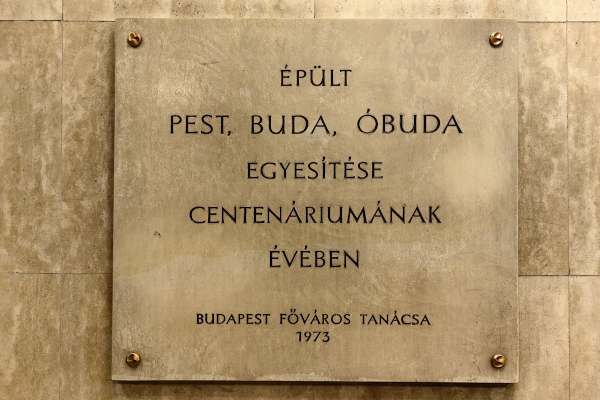 ÉPÜLT
PEST, BUDA, ÓBUDA
EGYESÍTÉSE
CENTENÁRIUMÁNAK
ÉVÉBEN
BUDAPEST FŐVÁROS TANÁCSA
1973